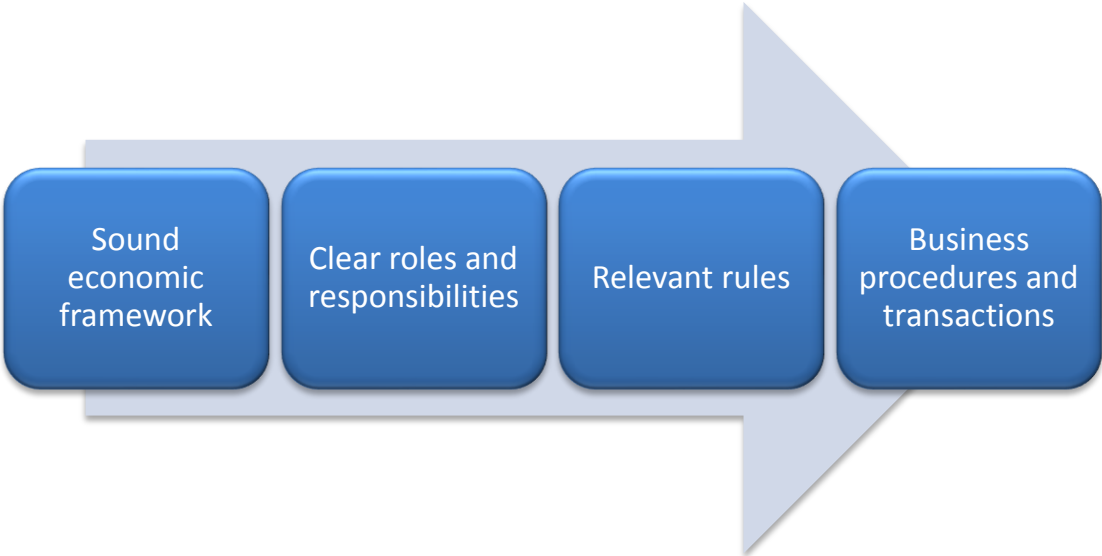 Sound
economic
framework
Clear roles and
responsibilities
Relevant rules
Business
procedures and
transactions